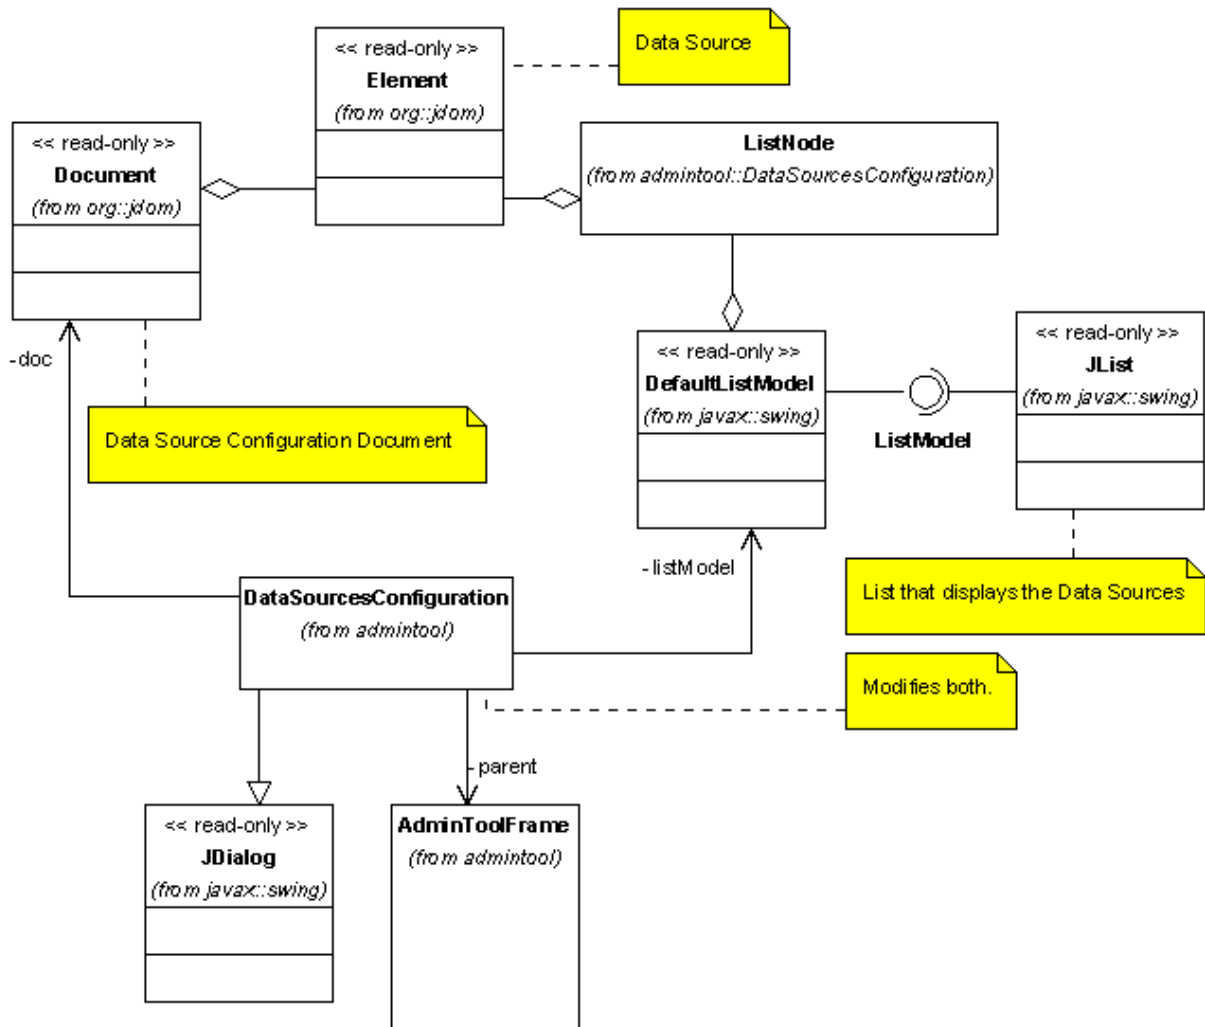 << read-only >>
Element
(from org::jdom)
Data Source
<< read-only >>
Document
(from org::jdom)
ListNode
(from admintool::DataSourcesConfiguration)
-doc
Data Source Configuration Document
<< read-only >>
DefaultListModel
(from javax::swing)
ListModel
<< read-only >>
JList
(from javax::swing)
-listModel
List that displays the Data Sources
DataSourcesConfiguration
(from admintool)
Modifies both.
- parent
<< read-only >>
JDialog
(from javax::swing)
AdminToolFrame
(from admintool)